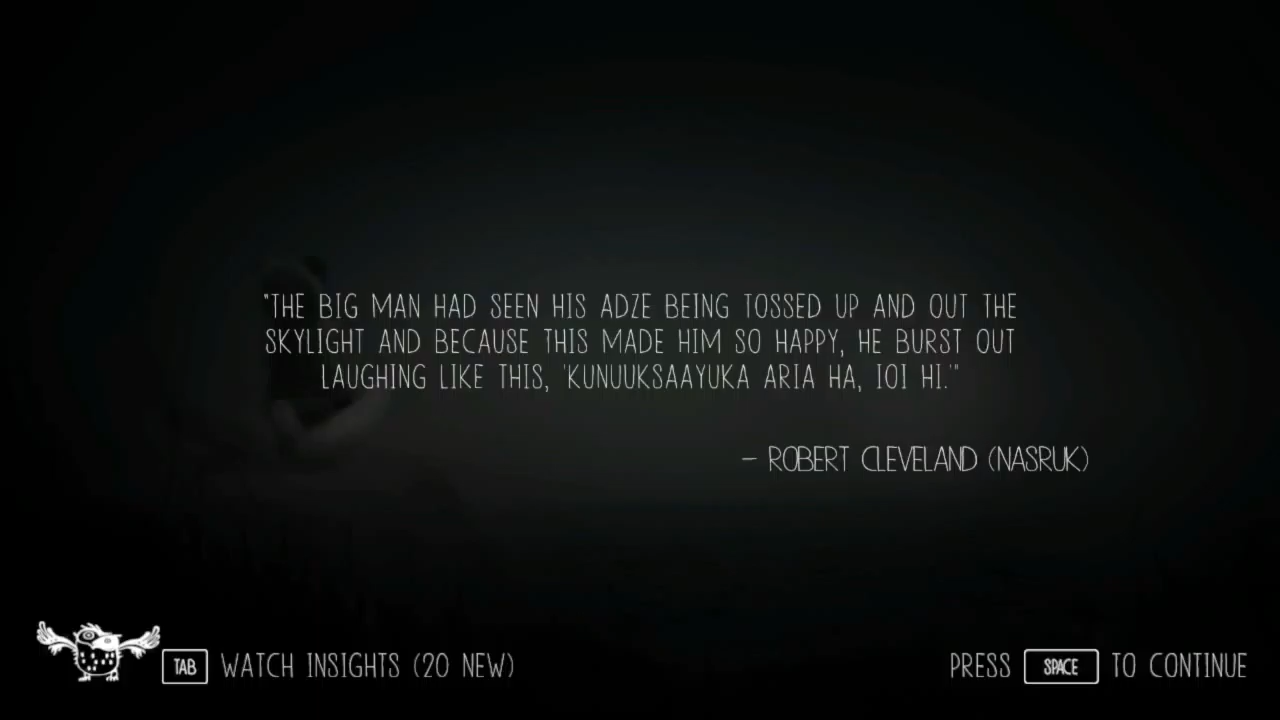 "THE BIG MAN HAD SEEN HIS ADZE BEING TOSSED UP AND OUT THE
SKYLIGHT AND BECAUSE THIS MADE HIM SO HAPPY, HE BURST OUT
LAUGHING LIKE THIS, 'KUNUUKSAAYUKA ARIA HA, IOI HI.'"
– ROBERT CLEVELAND (NASRUK)
TAB WATCH INSIGHTS (20 NEW)
PRESS SPACE TO CONTINUE